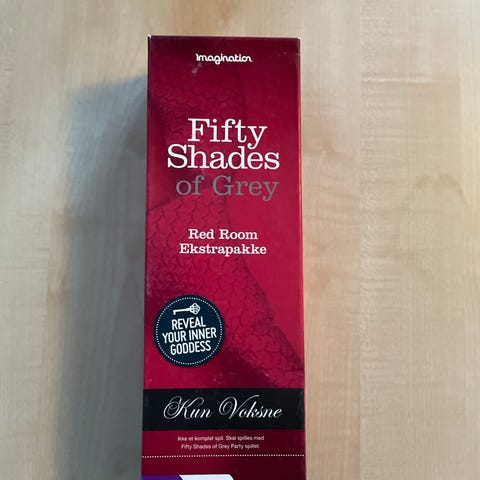 Imagination
Fifty
Shades
of Grey
Red Room
Ekstrapakke
REVEAL
YOUR INNER
GODDESS
Kun Voksne
Ikke et komplet spil. Skal spilles med
Fifty Shades of Grey Party spillet.